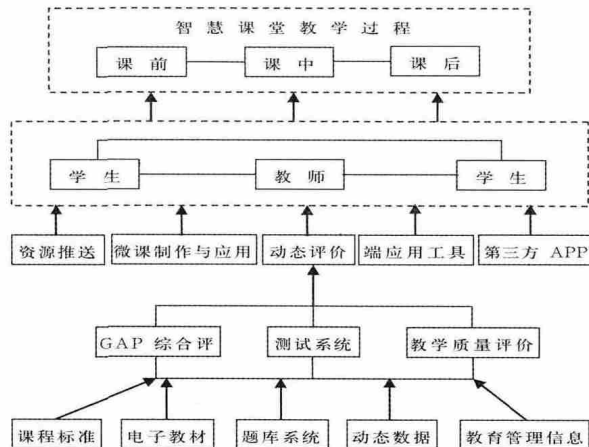 智慧课堂教学过程
课前 课中 课后
学生 教师 学生
资源推送 微课制作与应用 动态评价 端应用工具 第三方 APP
GAP 综合评 测试系统 教学质量评价
课程标准 电子教材 题库系统 动态数据 教育管理信息